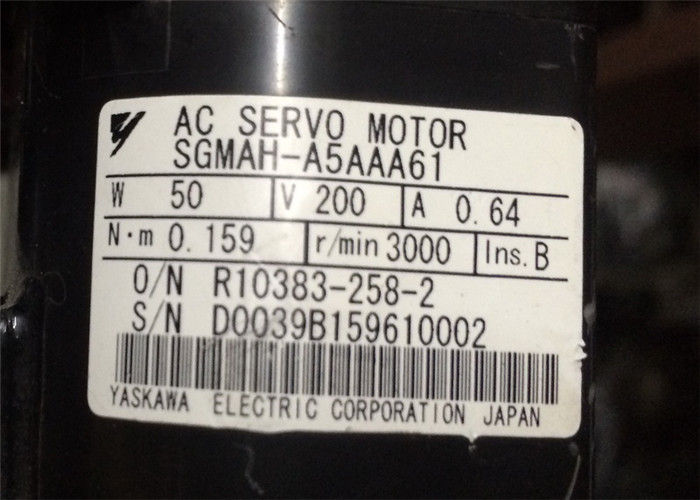 AC SERVO MOTOR
SGMAH-A5AAA61
W 50 V 200 A 0.64
N·m 0.159 r/min 3000 Ins. B
O/N R10383-258-2
S/N D0039B159610002
YASKAWA ELECTRIC CORPORATION JAPAN